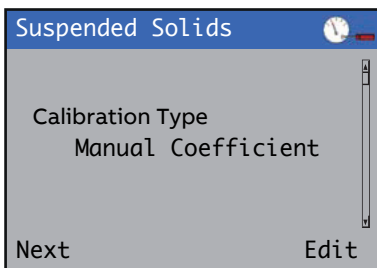 Suspended Solids
Calibration Type
Manual Coefficient
Next Edit